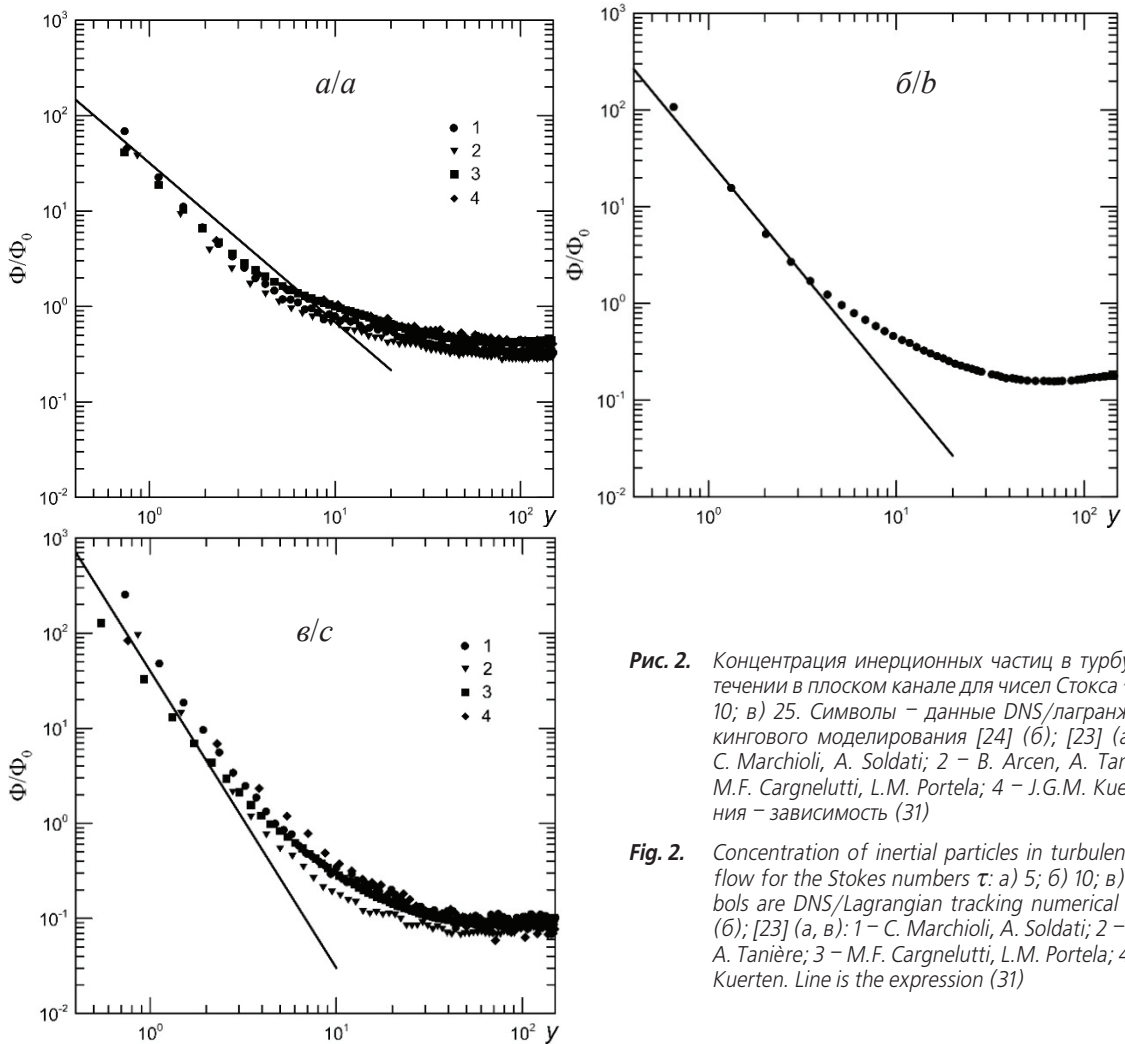 10³
10²
10¹
10⁰
10⁻¹
10⁻²
Φ/Φ₀
а/a
1
2
3
4
10⁰
10¹
10²
y
10³
10²
10¹
10⁰
10⁻¹
10⁻²
Φ/Φ₀
б/b
10⁰
10¹
10²
y
10³
10²
10¹
10⁰
10⁻¹
10⁻²
Φ/Φ₀
в/c
1
2
3
4
10⁰
10¹
10²
y
Рис. 2. Концентрация инерционных частиц в турбу
течении в плоском канале для чисел Стокса
10; в) 25. Символы – данные DNS/лагранж
кингового моделирования [24] (б); [23] (а
C. Marchioli, A. Soldati; 2 – B. Arcen, A. Tan
M.F. Cargnelutti, L.M. Portela; 4 – J.G.M. Kue
ния – зависимость (31)
Fig. 2. Concentration of inertial particles in turbulen
flow for the Stokes numbers τ: а) 5; б) 10; в)
bols are DNS/Lagrangian tracking numerical
(б); [23] (а, в): 1 – C. Marchioli, A. Soldati; 2 –
A. Tanière; 3 – M.F. Cargnelutti, L.M. Portela; 4
Kuerten. Line is the expression (31)